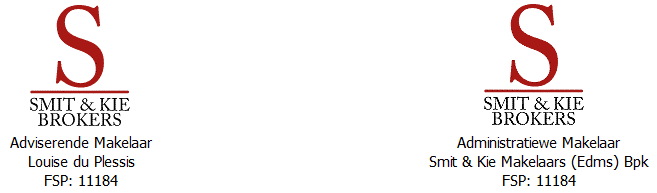 S
SMIT & KIE
BROKERS
Adviserende Makelaar
Louise du Plessis
FSP: 11184
S
SMIT & KIE
BROKERS
Administratiewe Makelaar
Smit & Kie Makelaars (Edms) Bpk
FSP: 11184